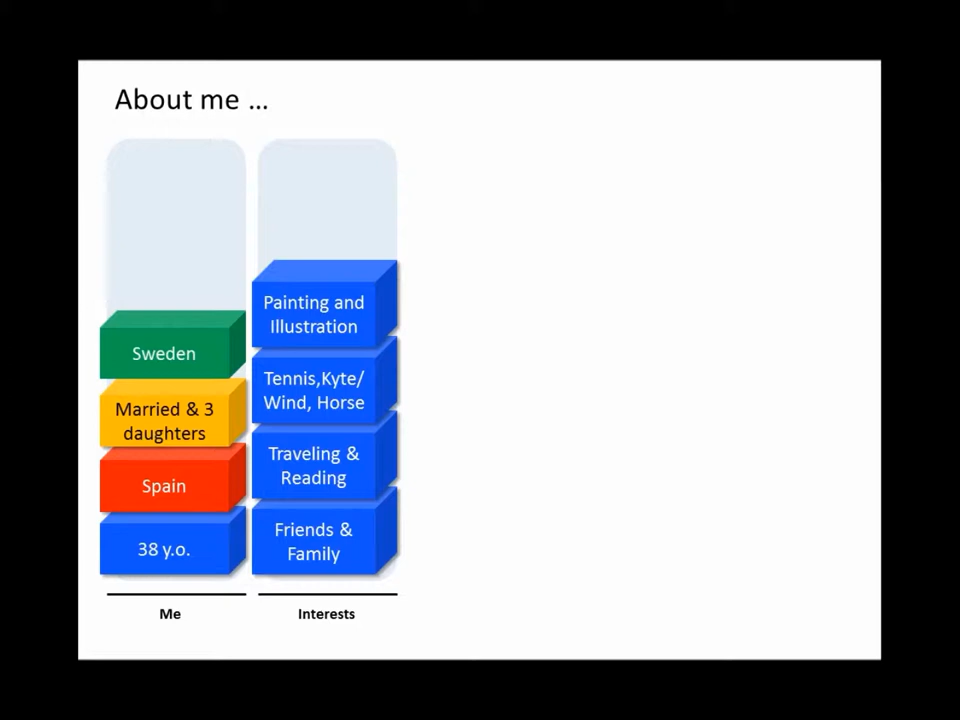 About me …
Sweden
Married & 3
daughters
Spain
38 y.o.
Me
Painting and
Illustration
Tennis,Kyte/
Wind, Horse
Traveling &
Reading
Friends &
Family
Interests